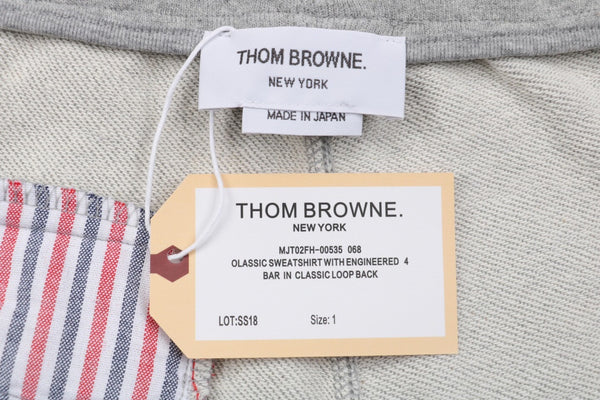 THOM BROWNE.
NEW YORK
MADE IN JAPAN
THOM BROWNE.
NEW YORK
MJT02FH-00535 068
OLASSIC SWEATSHIRT WITH ENGINEERED 4
BAR IN CLASSIC LOOP BACK
LOT:SS18 Size: 1